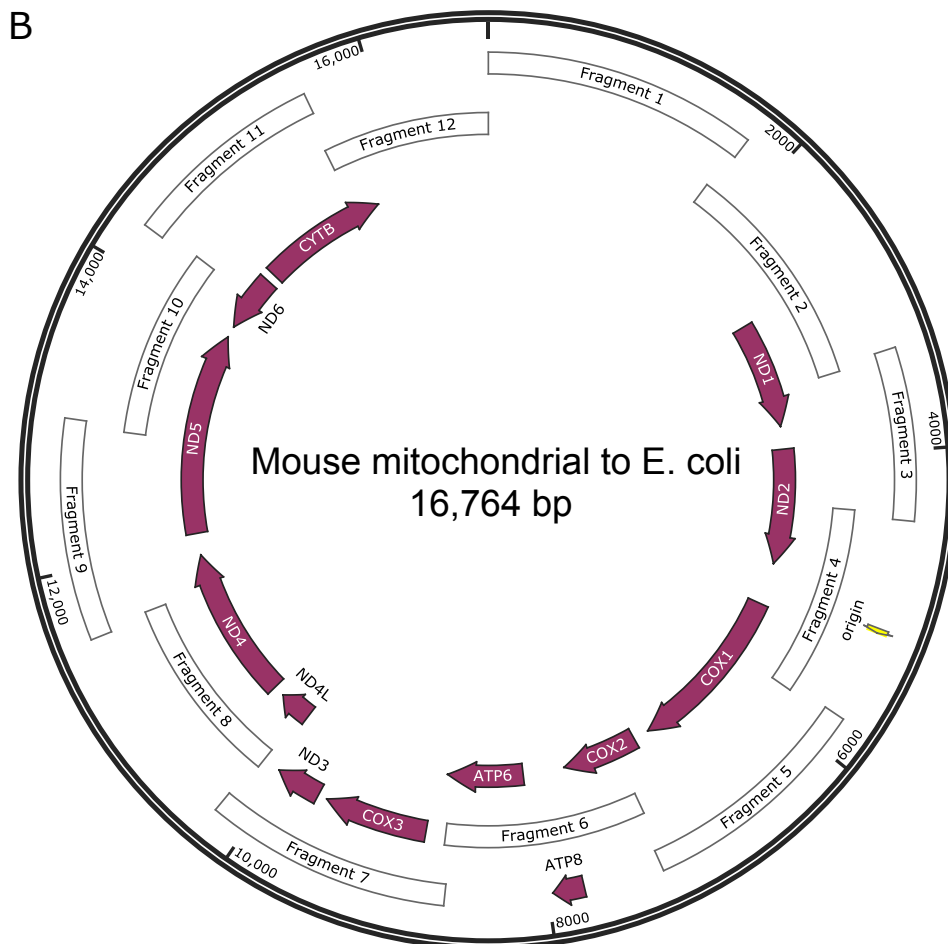 B
16,000
Fragment 1
2000
Fragment 11
Fragment 12
CYTB
Fragment 2
14,000
ND6
Fragment 10
ND1
Fragment 3
4000
ND5
Mouse mitochondrial to E. coli
16,764 bp
ND2
Fragment 9
Fragment 4
12,000
origin
ND4
COX1
Fragment 8
ND4L
6000
ND3
COX2
ATP6
Fragment 5
COX3
Fragment 6
10,000
Fragment 7
ATP8
8000